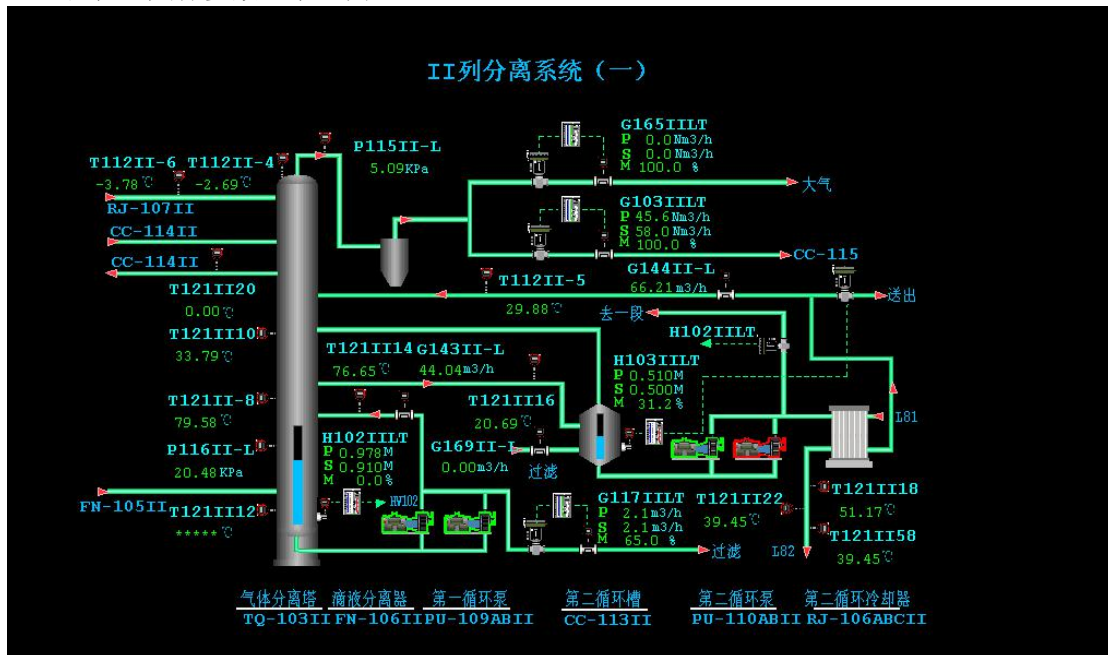 II列分离系统（一）
G165IILT
P 0.0Nm3/h
S 0.0Nm3/h
M 100.0 %
大气
P115II-L
5.09KPa
T112II-6 T112II-4
-3.78℃ -2.69℃
RJ-107II
G103IILT
P 45.6Nm3/h
S 58.0Nm3/h
M 100.0 %
CC-115
CC-114II
CC-114II
T112II-5
29.88℃
G144II-L
66.21m3/h
送出
T121II20
0.00℃
去一段
H102IILT
T121II10
33.79℃
T121II14 G143II-L
76.65℃ 44.04m3/h
H103IILT
P 0.510M
S 0.500M
M 31.2 %
T121II-8
79.58℃
T121II16
20.69℃
L81
P116II-L
20.48KPa
H102IILT
P 0.978M
S 0.910M
M 0.0%
G169II-L
0.00m3/h
过滤
FN-105II
T121II12
*****℃
HV102
G117IILT
P 2.1m3/h
S 2.1m3/h
M 65.0 %
过滤
T121II22
39.45℃
T121II18
51.17℃
T121II58
39.45℃
L82
气体分离塔 滴液分离器 第一循环泵 第二循环槽 第二循环泵 第二循环冷却器
TQ-103II FN-106II PU-109ABII CC-113II PU-110ABII RJ-106ABCII